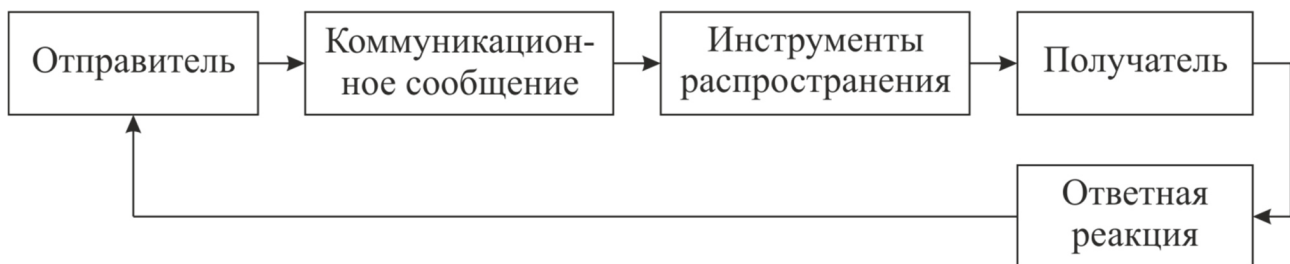 Отправитель
Коммуникацион-
ное сообщение
Инструменты
распространения
Получатель
Ответная
реакция